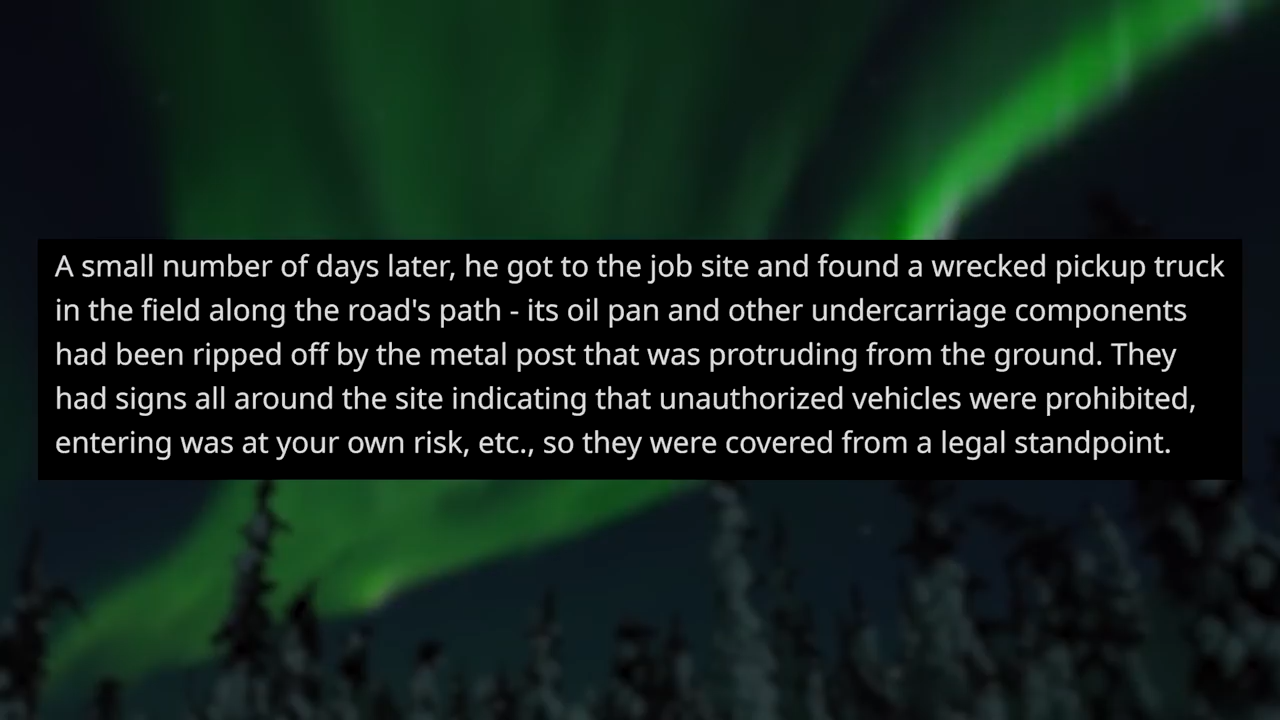 A small number of days later, he got to the job site and found a wrecked pickup truck
in the field along the road's path - its oil pan and other undercarriage components
had been ripped off by the metal post that was protruding from the ground. They
had signs all around the site indicating that unauthorized vehicles were prohibited,
entering was at your own risk, etc., so they were covered from a legal standpoint.